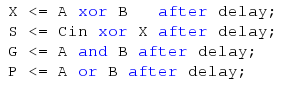 X <= A xor B   after delay;
S <= Cin xor X after delay;
G <= A and B after delay;
P <= A or B after delay;